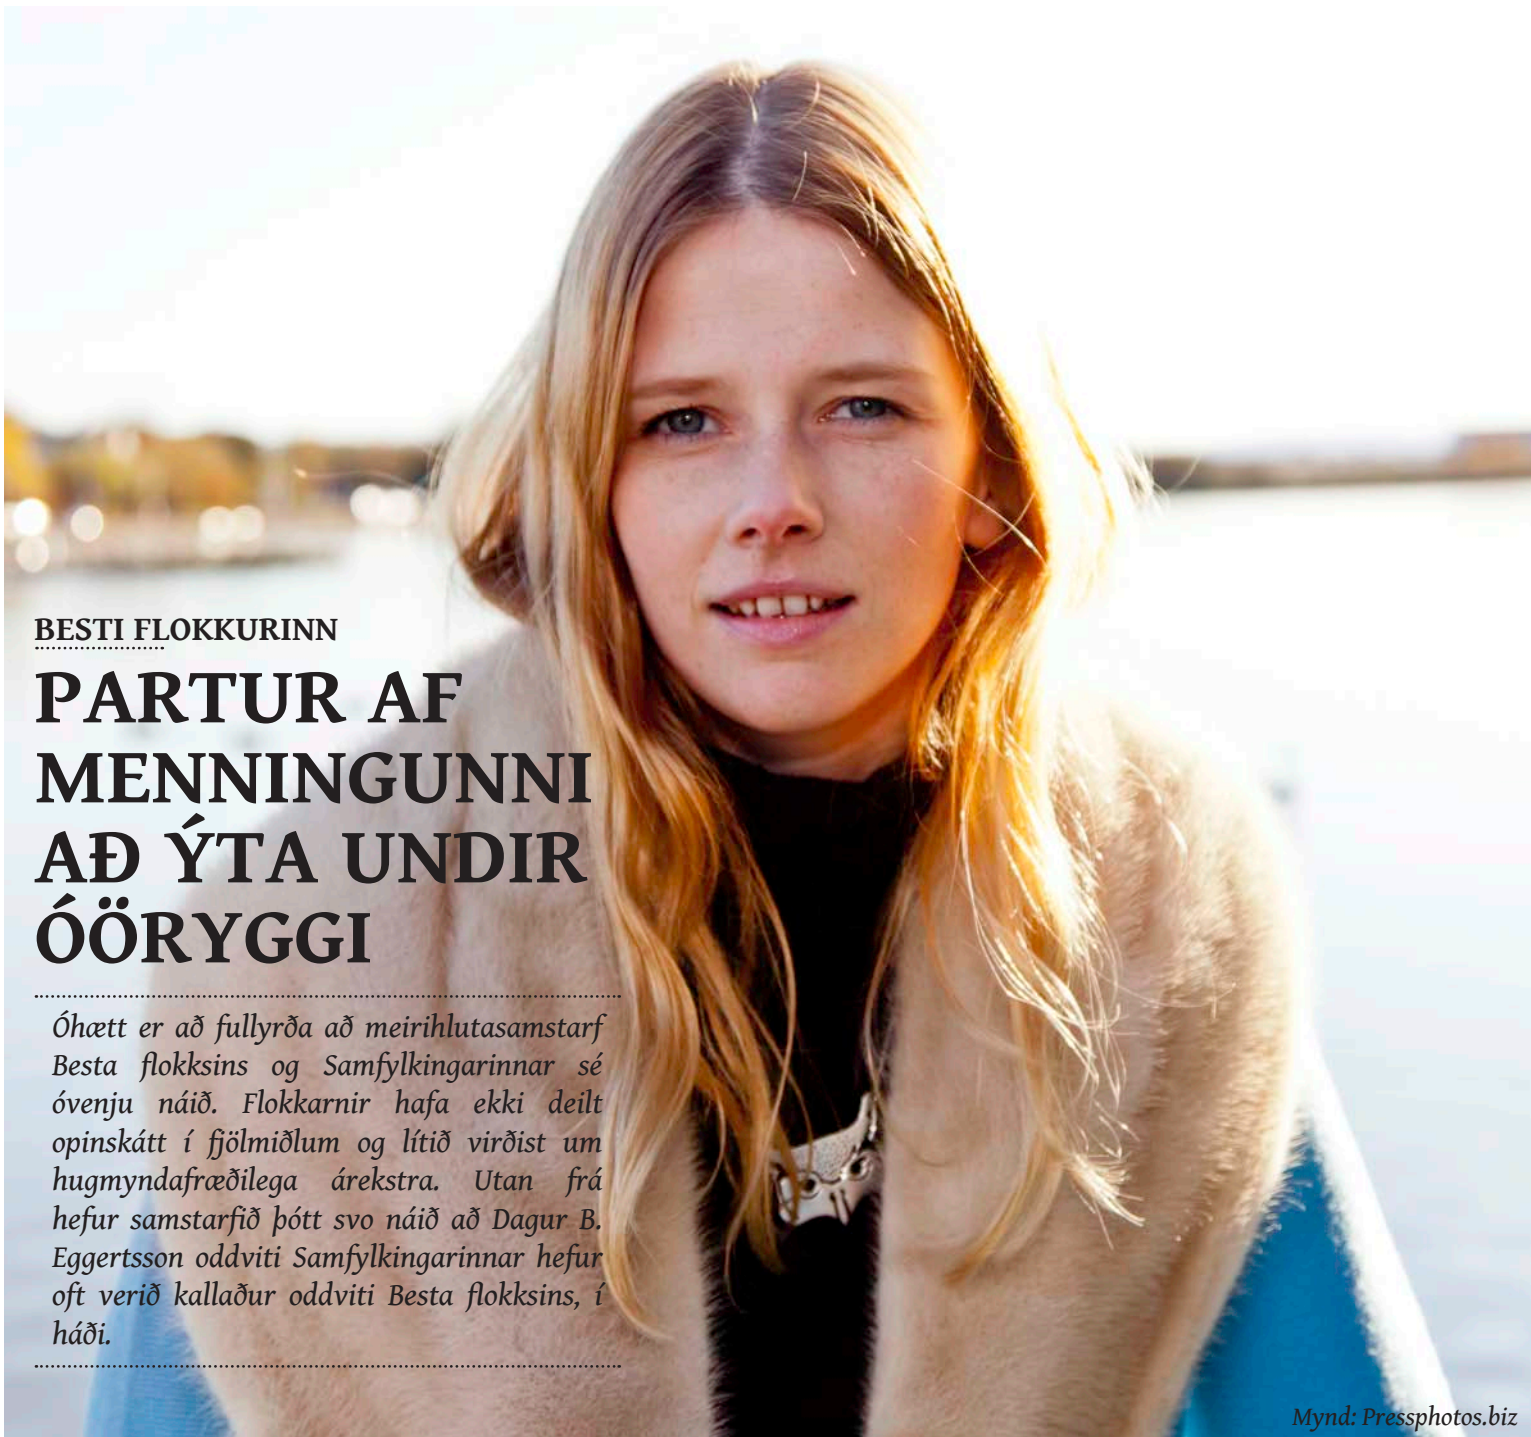 BESTI FLOKKURINN
PARTUR AF
MENNINGUNNI
AÐ ÝTA UNDIR
ÓÖRYGGI
Óhætt er að fullyrða að meirihlutasamstarf
Besta flokksins og Samfylkingarinnar sé
óvenju náið. Flokkarnir hafa ekki deilt
opinskátt í fjölmiðlum og lítið virðist um
hugmyndafræðilega árekstra. Utan frá
hefur samstarfið þótt svo náið að Dagur B.
Eggertsson oddviti Samfylkingarinnar hefur
oft verið kallaður oddviti Besta flokksins, í
háði.
Mynd: Pressphotos.biz